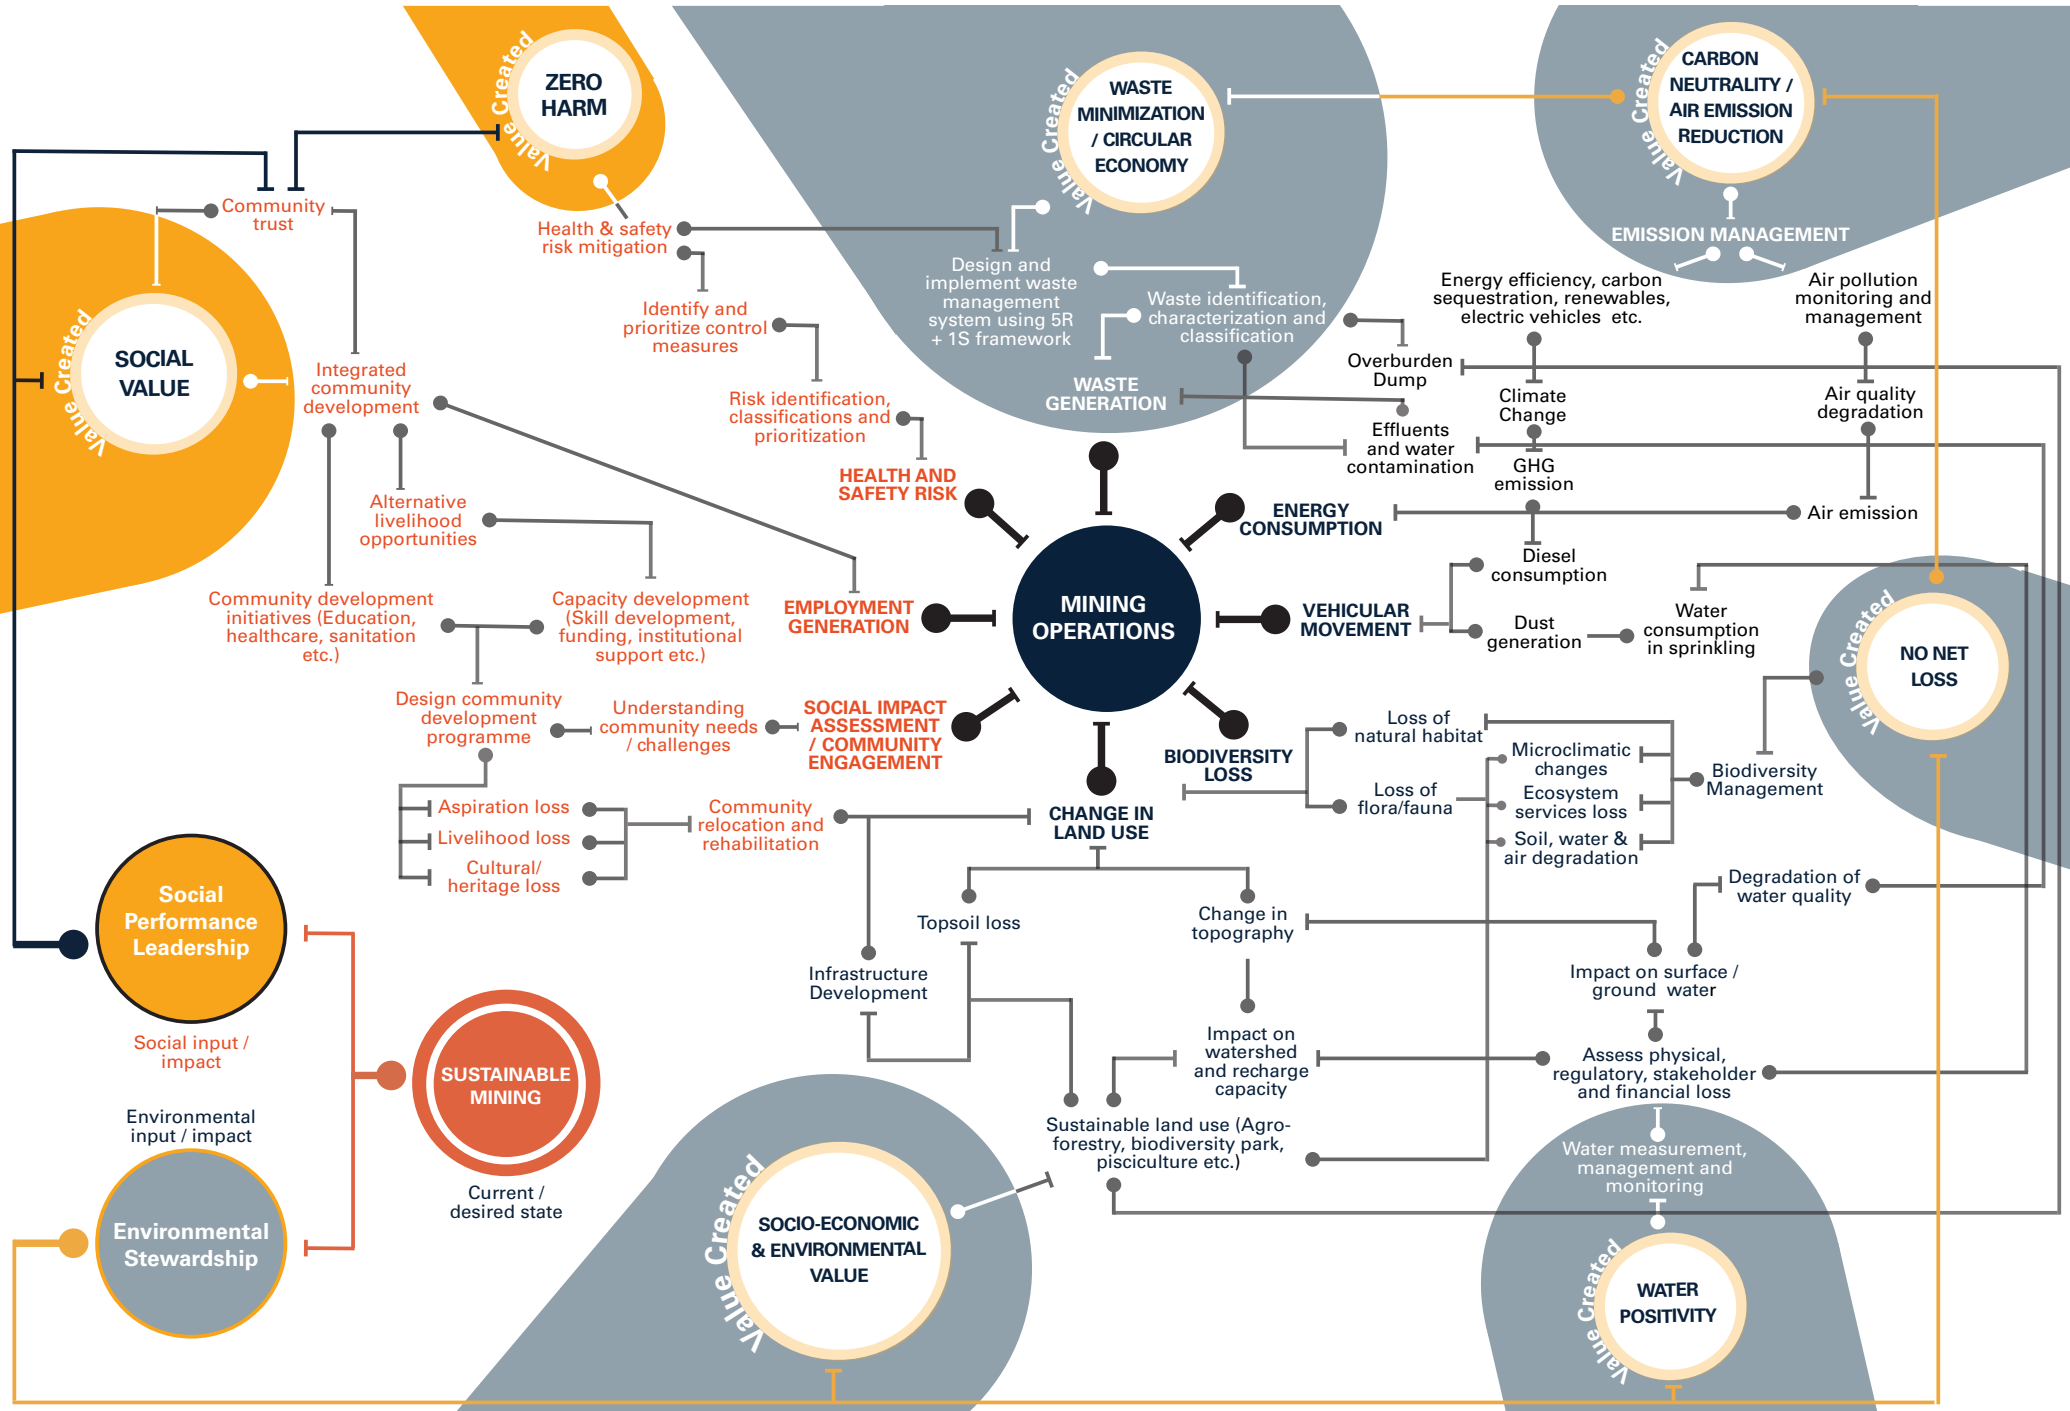 Value Created
ZERO
HARM
Value Created
WASTE
MINIMIZATION
/ CIRCULAR
ECONOMY
Value Created
CARBON
NEUTRALITY /
AIR EMISSION
REDUCTION
Community
trust
Health & safety
risk mitigation
EMISSION MANAGEMENT
Design and
implement waste
management
system using 5R
+ 1S framework
Waste identification,
characterization and
classification
Energy efficiency, carbon
sequestration, renewables,
electric vehicles etc.
Air pollution
monitoring and
management
Identify and
prioritize control
measures
Value Created
SOCIAL
VALUE
Integrated
community
development
Overburden
Dump
WASTE
GENERATION
Climate
Change
Air quality
degradation
Risk identification,
classifications and
prioritization
Effluents
and water
contamination
GHG
emission
HEALTH AND
SAFETY RISK
Alternative
livelihood
opportunities
ENERGY
CONSUMPTION
Air emission
Diesel
consumption
Community development
initiatives (Education,
healthcare, sanitation
etc.)
Capacity development
(Skill development,
funding, institutional
support etc.)
EMPLOYMENT
GENERATION
MINING
OPERATIONS
VEHICULAR
MOVEMENT
Dust
generation
Water
consumption
in sprinkling
Value Created
NO NET
LOSS
Design community
development
programme
Understanding
community needs
/ challenges
SOCIAL IMPACT
ASSESSMENT
/ COMMUNITY
ENGAGEMENT
BIODIVERSITY
LOSS
Loss of
natural habitat
Microclimatic
changes
Loss of
flora/fauna
Ecosystem
services loss
Soil, water &
air degradation
Biodiversity
Management
Aspiration loss
Livelihood loss
Cultural/
heritage loss
Community
relocation and
rehabilitation
CHANGE IN
LAND USE
Degradation of
water quality
Social
Performance
Leadership
Topsoil loss
Change in
topography
Infrastructure
Development
Impact on surface /
ground water
Social input /
impact
SUSTAINABLE
MINING
Impact on
watershed
and recharge
capacity
Assess physical,
regulatory, stakeholder
and financial loss
Environmental
input / impact
Sustainable land use (Agro-
forestry, biodiversity park,
pisciculture etc.)
Water measurement,
management and
monitoring
Current /
desired state
Environmental
Stewardship
Value Created
SOCIO-ECONOMIC
& ENVIRONMENTAL
VALUE
Value Created
WATER
POSITIVITY